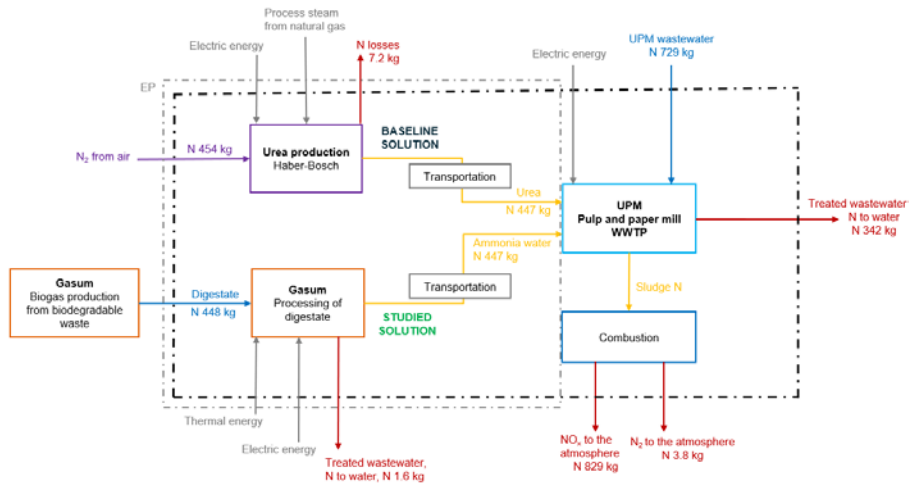 Process steam
from natural gas
Electric energy
N losses
7.2 kg
UPM wastewater
N 729 kg
Electric energy
EP
BASELINE
SOLUTION
N₂ from air
N 454 kg
Urea production
Haber-Bosch
Transportation
Urea
N 447 kg
UPM
Pulp and paper mill
WWTP
Treated wastewater
N to water
N 342 kg
Ammonia water
N 447 kg
Gasum
Biogas production
from biodegradable
waste
Digestate
N 448 kg
Gasum
Processing of
digestate
Transportation
STUDIED
SOLUTION
Sludge N
Combustion
Thermal energy
Electric energy
Treated wastewater,
N to water, N 1.6 kg
NOₓ to the
atmosphere
N 829 kg
N₂ to the atmosphere
N 3.8 kg